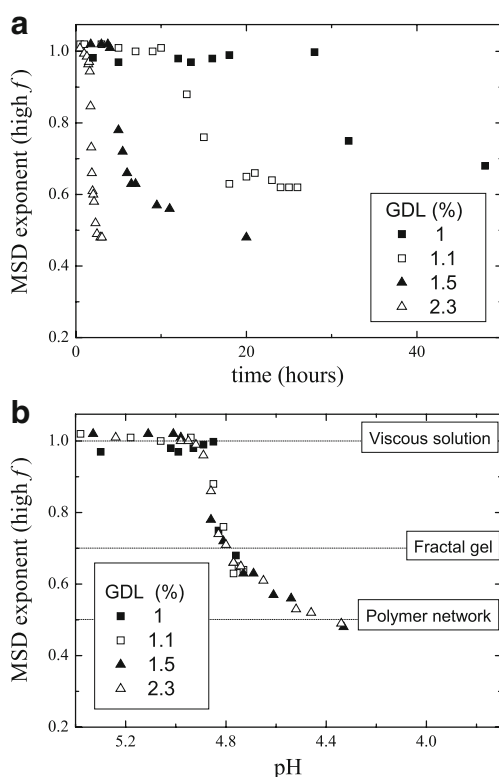 a
MSD exponent (high f)
1.0
0.8
0.6
0.4
0.2
0
20
40
time (hours)
GDL (%)
1
1.1
1.5
2.3
b
MSD exponent (high f)
1.0
0.8
0.6
0.4
0.2
Viscous solution
Fractal gel
Polymer network
GDL (%)
1
1.1
1.5
2.3
5.2
4.8
4.4
4.0
pH